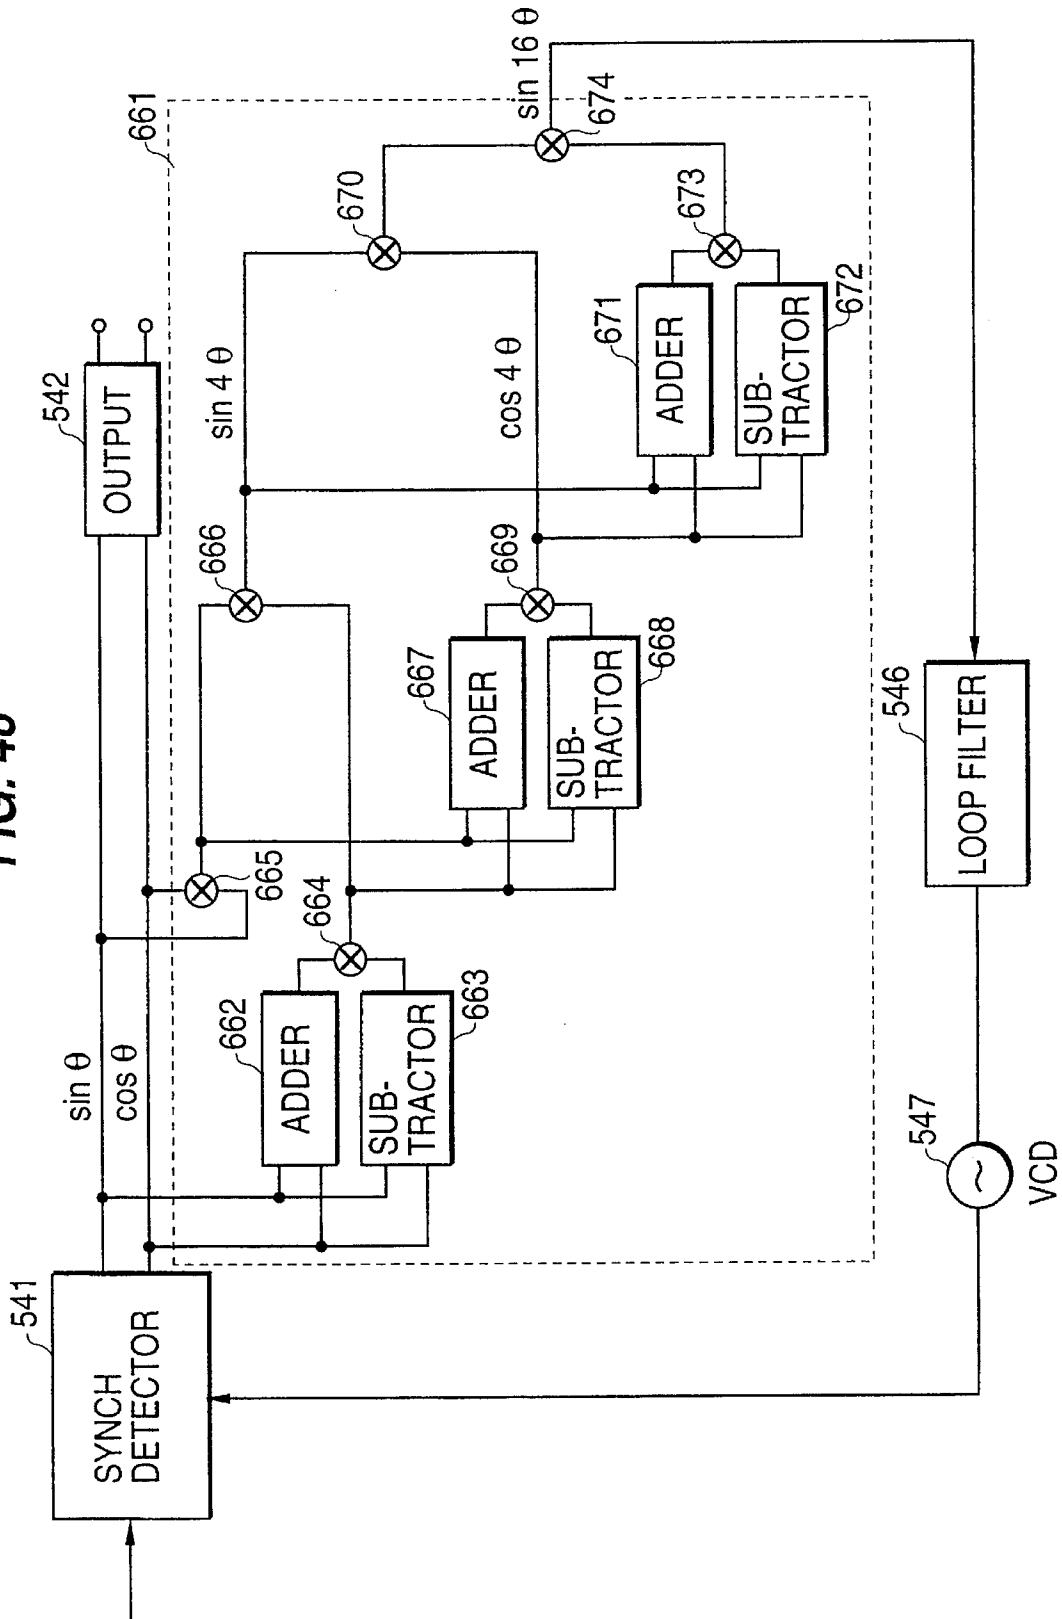 FIG.
541
SYNCH
DETECTOR
sin θ
cos θ
542
OUTPUT
661
662
ADDER
SUB-
TRACTOR
663
664
665
666
667
ADDER
SUB-
TRACTOR
668
669
sin 4 θ
cos 4 θ
670
671
ADDER
SUB-
TRACTOR
672
673
674
sin 16 θ
547
VCD
546
LOOP FILTER